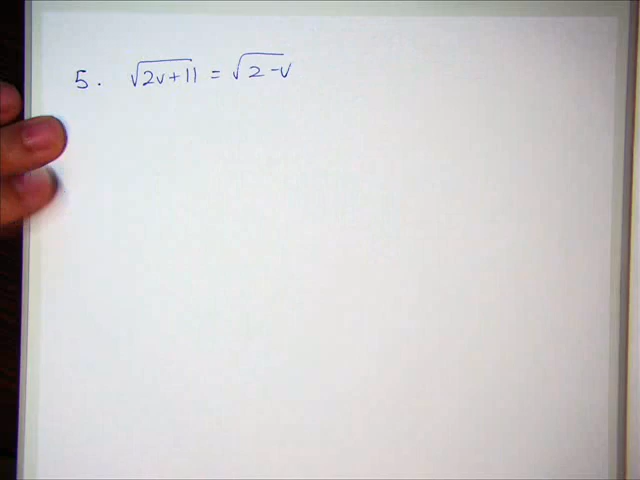 5. √2v+11 = √2-v